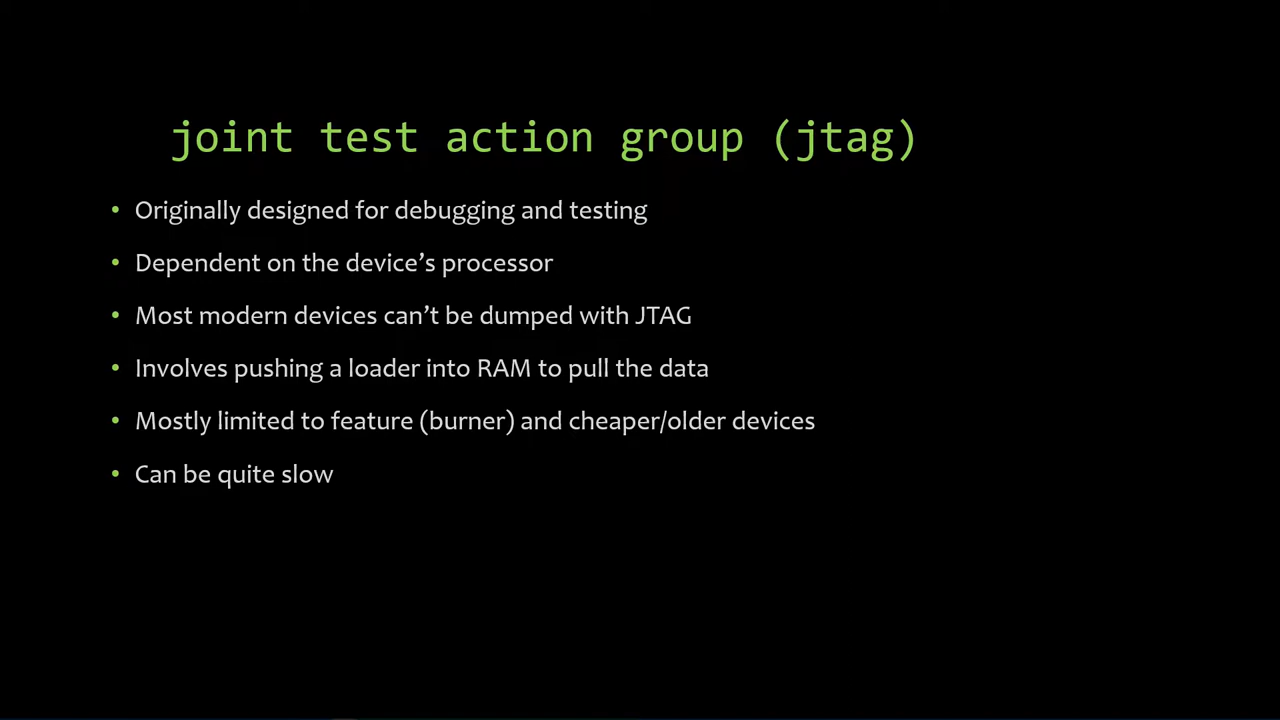 joint test action group (jtag)
• Originally designed for debugging and testing
• Dependent on the device’s processor
• Most modern devices can’t be dumped with JTAG
• Involves pushing a loader into RAM to pull the data
• Mostly limited to feature (burner) and cheaper/older devices
• Can be quite slow